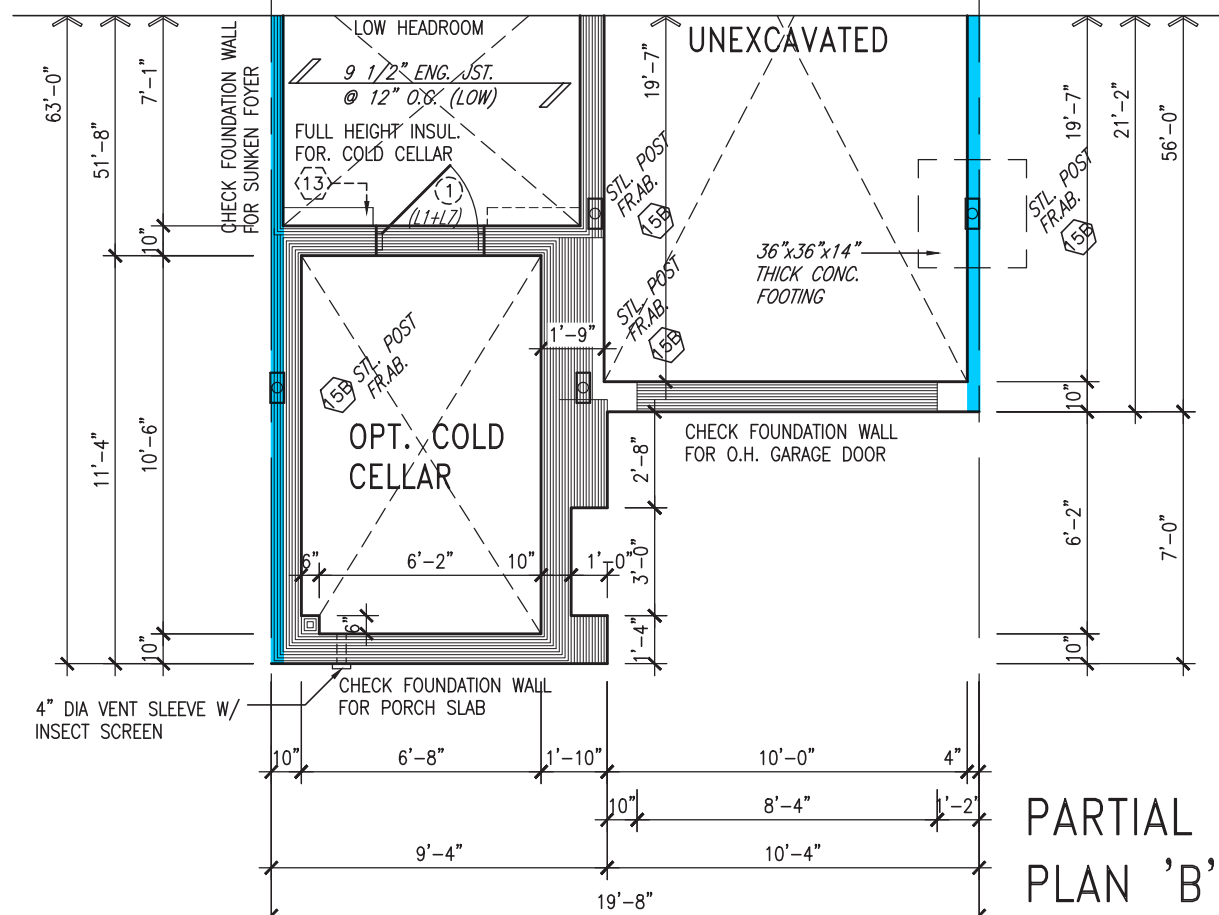 LOW HEADROOM
UNEXCAVATED
9 1/2" ENG. JST.
@ 12" O.C. (LOW)
FULL HEIGHT INSUL.
FOR. COLD CELLAR
13
1
(L1+L7)
CHECK FOUNDATION WALL
FOR SUNKEN FOYER
63'-0"
51'-8"
7'-1"
10"
11'-4"
10'-6"
10"
19'-7"
STL. POST
FR.AB.
15B
STL. POST
FR.AB.
15B
STL. POST
FR.AB.
15B
STL. POST
FR.AB.
15B
36"x36"x14"
THICK CONC.
FOOTING
19'-7"
21'-2"
56'-0"
10"
6'-2"
7'-0"
10"
1'-9"
OPT. COLD
CELLAR
CHECK FOUNDATION WALL
FOR O.H. GARAGE DOOR
2'-8"
3'-0"
1'-4"
6"
6'-2"
10"
1'-0"
6"
CHECK FOUNDATION WALL
FOR PORCH SLAB
4" DIA VENT SLEEVE W/
INSECT SCREEN
10"
6'-8"
1'-10"
10'-0"
4"
10"
8'-4"
1'-2"
9'-4"
10'-4"
19'-8"
PARTIAL
PLAN 'B'